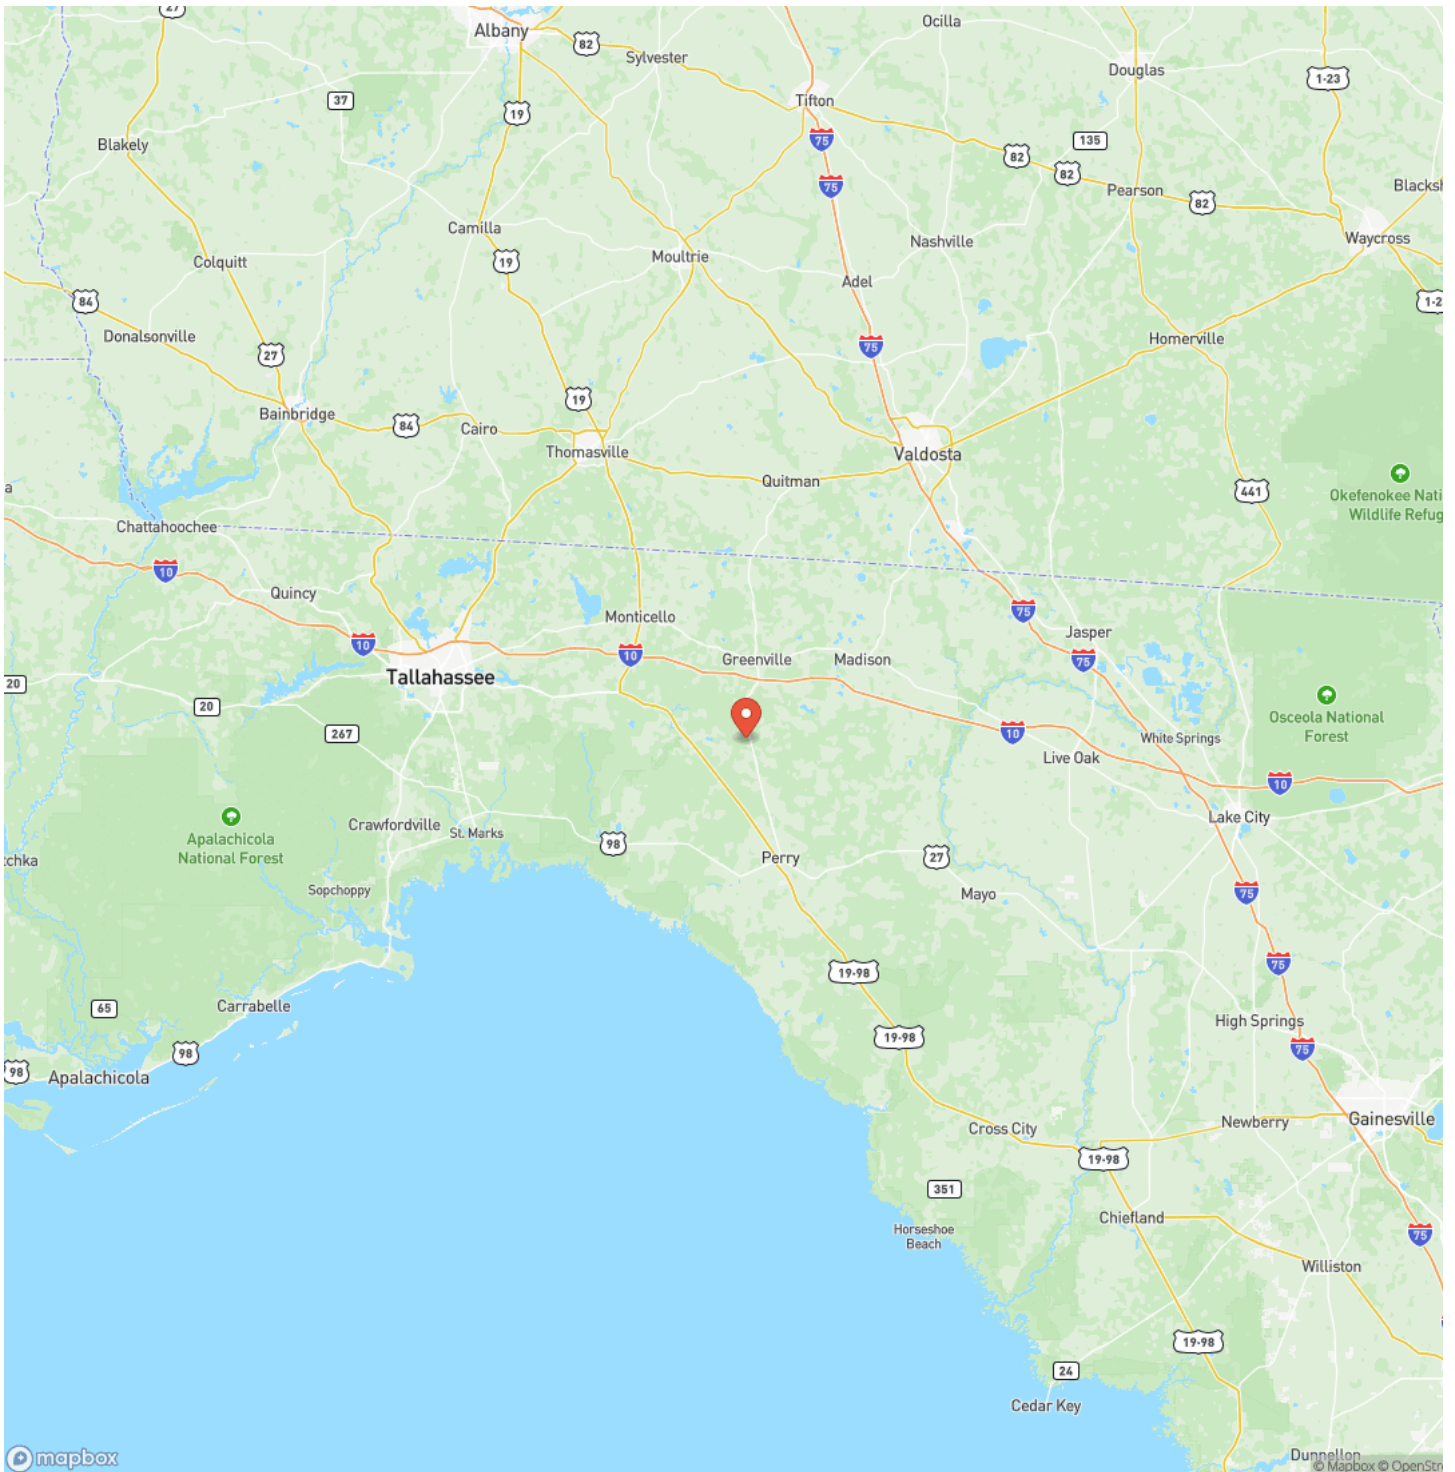 27
Albany
82
Sylvester
Ocilla
Douglas
1-23
37
19
Tifton
75
135
Blakely
82
82
75
Pearson
82
Blacksh
Camilla
Moultrie
Nashville
Waycross
Colquitt
19
Adel
84
1-2
Donalsonville
27
75
Homerville
Bainbridge
84
Cairo
19
Thomasville
Valdosta
Quitman
441
Okefenokee Nati
Wildlife Refug
a
Chattahoochee
10
Quincy
Monticello
75
Jasper
10
10
Greenville
Madison
75
Tallahassee
20
20
267
Osceola National
Forest
White Springs
10
Live Oak
10
Apalachicola
National Forest
Crawfordville
St. Marks
98
Lake City
tchka
Perry
27
Sopchoppy
Mayo
75
19-98
75
65
Carrabelle
High Springs
19-98
98
98
75
Apalachicola
Cross City
Newberry
Gainesville
19-98
351
Horseshoe
Beach
Chiefland
75
Williston
19-98
24
Cedar Key
mapbox
Dunnellon
© Mapbox © OpenStre